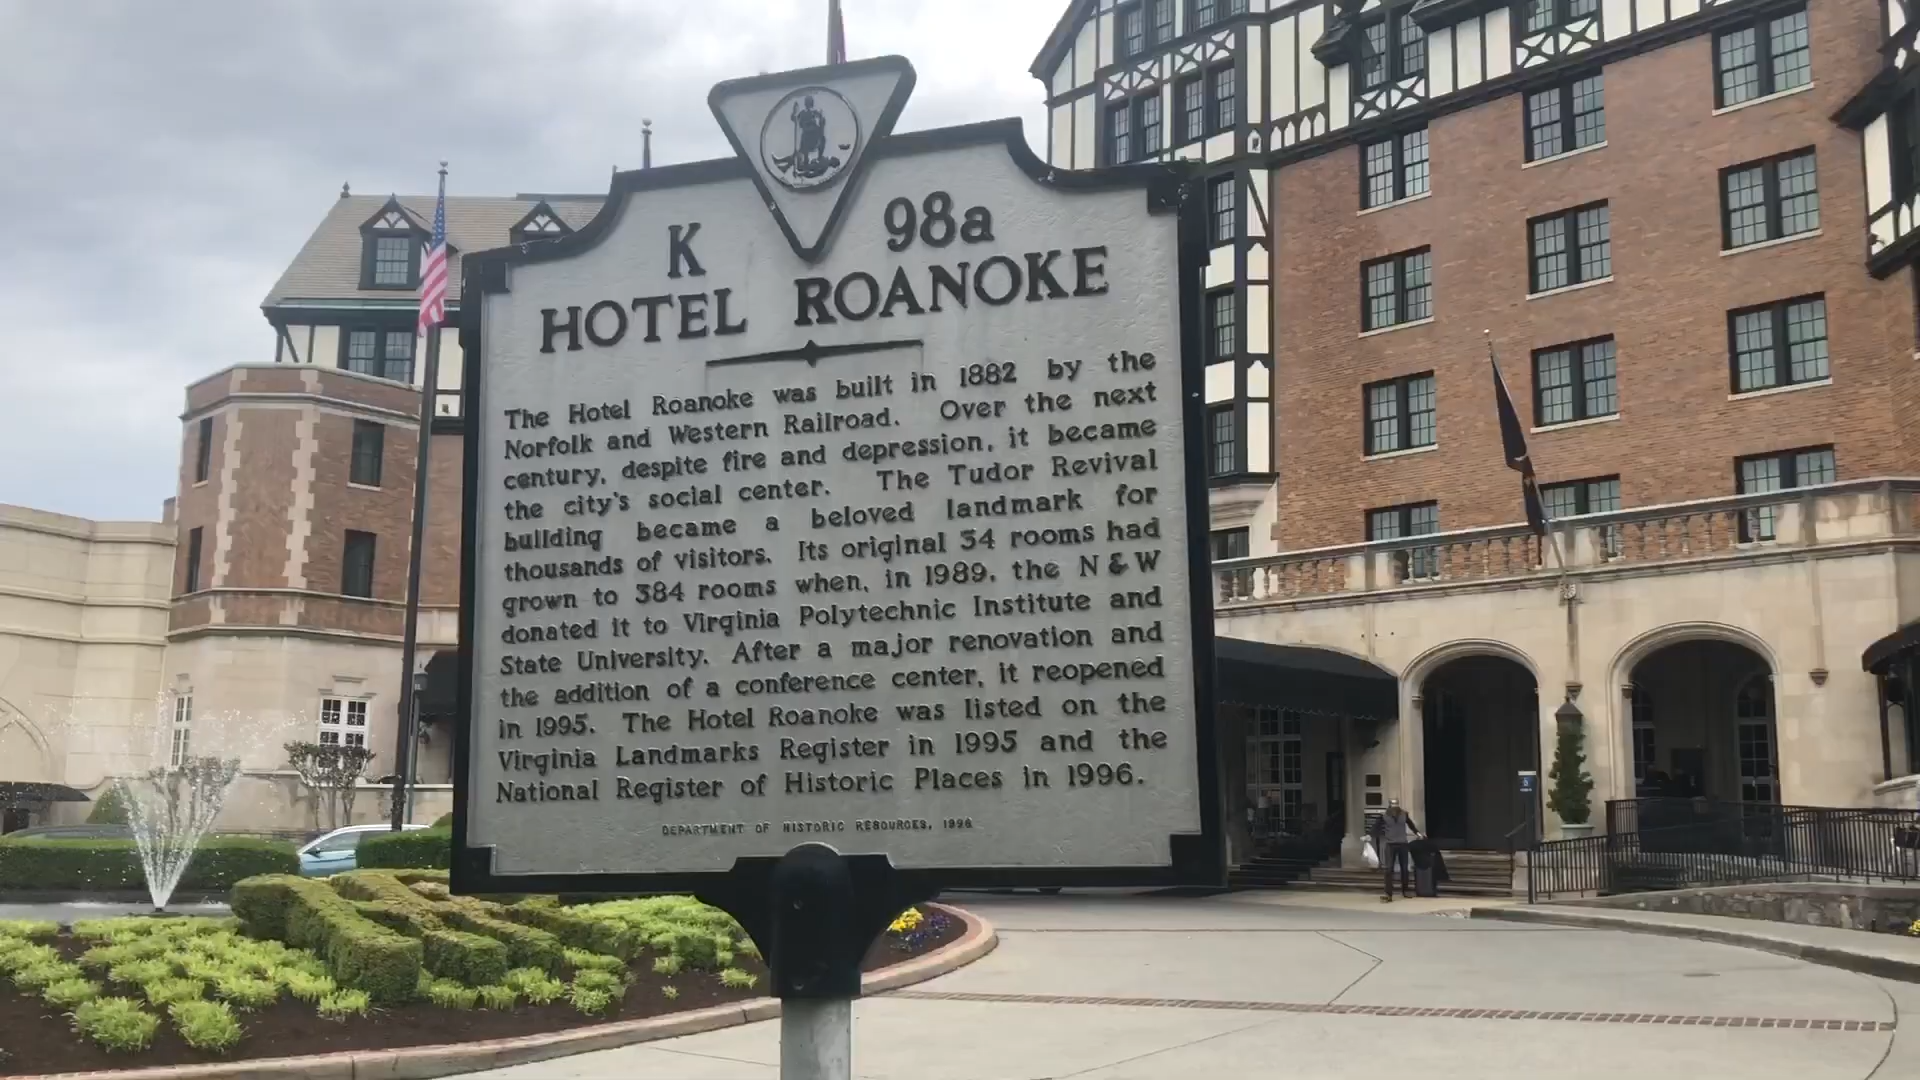 K 98a
HOTEL ROANOKE
The Hotel Roanoke was built in 1882 by the
Norfolk and Western Railroad. Over the next
century, despite fire and depression, it became
the city's social center. The Tudor Revival
building became a beloved landmark for
thousands of visitors. Its original 34 rooms had
grown to 384 rooms when, in 1989, the N & W
donated it to Virginia Polytechnic Institute and
State University. After a major renovation and
the addition of a conference center, it reopened
in 1995. The Hotel Roanoke was listed on the
Virginia Landmarks Register in 1995 and the
National Register of Historic Places in 1996.
DEPARTMENT OF HISTORIC RESOURCES, 1996